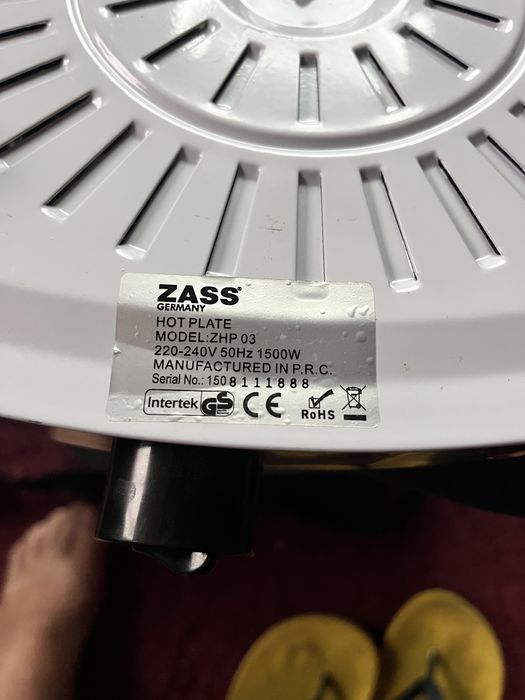 ZASS
GERMANY
HOT PLATE
MODEL:ZHP 03
220-240V 50Hz 1500W
MANUFACTURED IN P.R.C.
Serial No.: 1508111888
Intertek GS CE RoHS